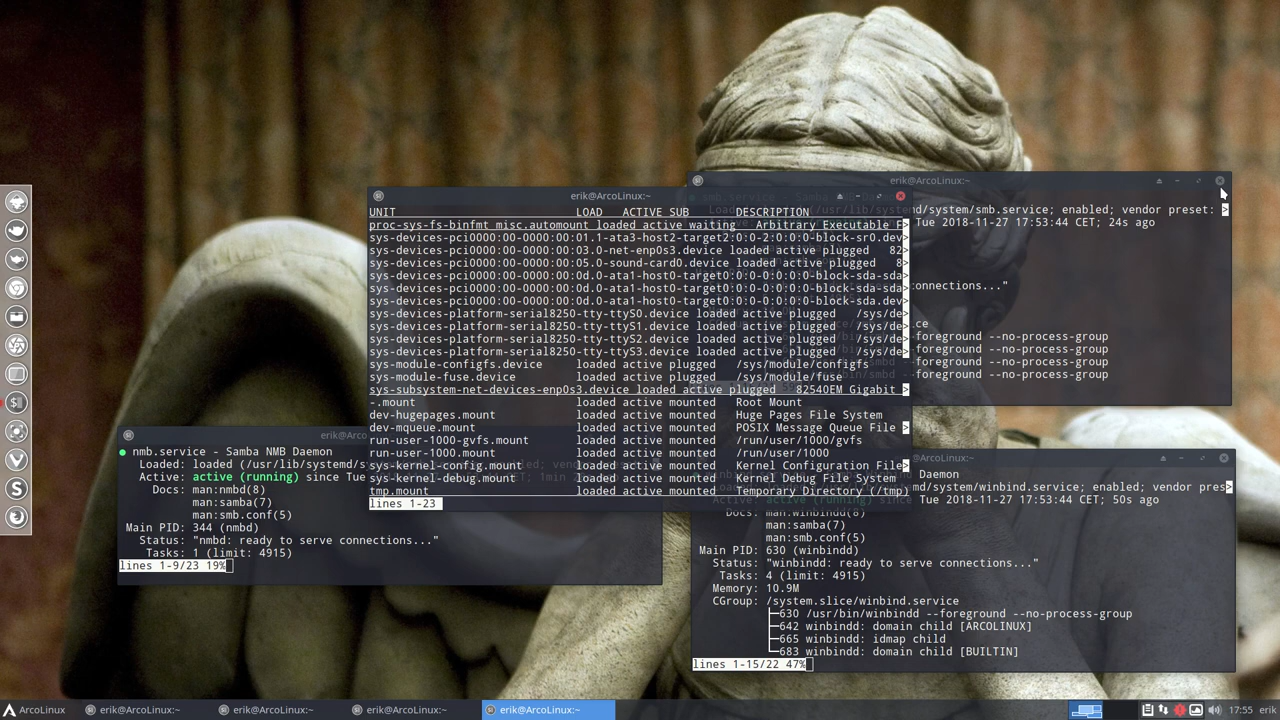 erik@ArcoLinux:~
/system/smb.service; enabled; vendor preset: >
Tue 2018-11-27 17:53:44 CET; 24s ago
connections..."
-foreground --no-process-group
-foreground --no-process-group
-foreground --no-process-group
erik@ArcoLinux:~
UNIT LOAD ACTIVE SUB DESCRIPTION
proc-sys-fs-binfmt_misc.automount loaded active waiting Arbitrary Executable F>
sys-devices-pci0000:00-0000:00:01.1-ata3-host2-target2:0:0-2:0:0:0-block-sr0.dev>
sys-devices-pci0000:00-0000:00:03.0-net-enp0s3.device loaded active plugged 82>
sys-devices-pci0000:00-0000:00:05.0-sound-card0.device loaded active plugged 8>
sys-devices-pci0000:00-0000:00:0d.0-ata1-host0-target0:0:0-0:0:0:0-block-sda-sda>
sys-devices-pci0000:00-0000:00:0d.0-ata1-host0-target0:0:0-0:0:0:0-block-sda-sda>
sys-devices-pci0000:00-0000:00:0d.0-ata1-host0-target0:0:0-0:0:0:0-block-sda.dev>
sys-devices-platform-serial8250-tty-ttyS0.device loaded active plugged /sys/de>
sys-devices-platform-serial8250-tty-ttyS1.device loaded active plugged /sys/de>
sys-devices-platform-serial8250-tty-ttyS2.device loaded active plugged /sys/de>
sys-devices-platform-serial8250-tty-ttyS3.device loaded active plugged /sys/de>
sys-module-configfs.device loaded active plugged /sys/module/configfs
sys-module-fuse.device loaded active plugged /sys/module/fuse
sys-subsystem-net-devices-enp0s3.device loaded active plugged 82540EM Gigabit >
-.mount loaded active mounted Root Mount
dev-hugepages.mount loaded active mounted Huge Pages File System
dev-mqueue.mount loaded active mounted POSIX Message Queue File >
run-user-1000-gvfs.mount loaded active mounted /run/user/1000/gvfs
run-user-1000.mount loaded active mounted /run/user/1000
sys-kernel-config.mount loaded active mounted Kernel Configuration File>
sys-kernel-debug.mount loaded active mounted Kernel Debug File System
tmp.mount loaded active mounted Temporary Directory (/tmp)
lines 1-23
erik@Arco
nmb.service - Samba NMB Daemon
Loaded: loaded (/usr/lib/systemd/s
Active: active (running) since Tue
Docs: man:nmbd(8)
man:samba(7)
man:smb.conf(5)
Main PID: 344 (nmbd)
Status: "nmbd: ready to serve connections..."
Tasks: 1 (limit: 4915)
lines 1-9/23 19%
erik@ArcoLinux:~
Daemon
md/system/winbind.service; enabled; vendor pres>
Tue 2018-11-27 17:53:44 CET; 50s ago
Docs: man:winbindd(8)
man:samba(7)
man:smb.conf(5)
Main PID: 630 (winbindd)
Status: "winbindd: ready to serve connections..."
Tasks: 4 (limit: 4915)
Memory: 10.9M
CGroup: /system.slice/winbind.service
├─630 /usr/bin/winbindd --foreground --no-process-group
├─642 winbindd: domain child [ARCOLINUX]
├─665 winbindd: idmap child
└─683 winbindd: domain child [BUILTIN]
lines 1-15/22 47%
ArcoLinux erik@ArcoLinux:~ erik@ArcoLinux:~ erik@ArcoLinux:~ erik@ArcoLinux:~ 17:55 erik